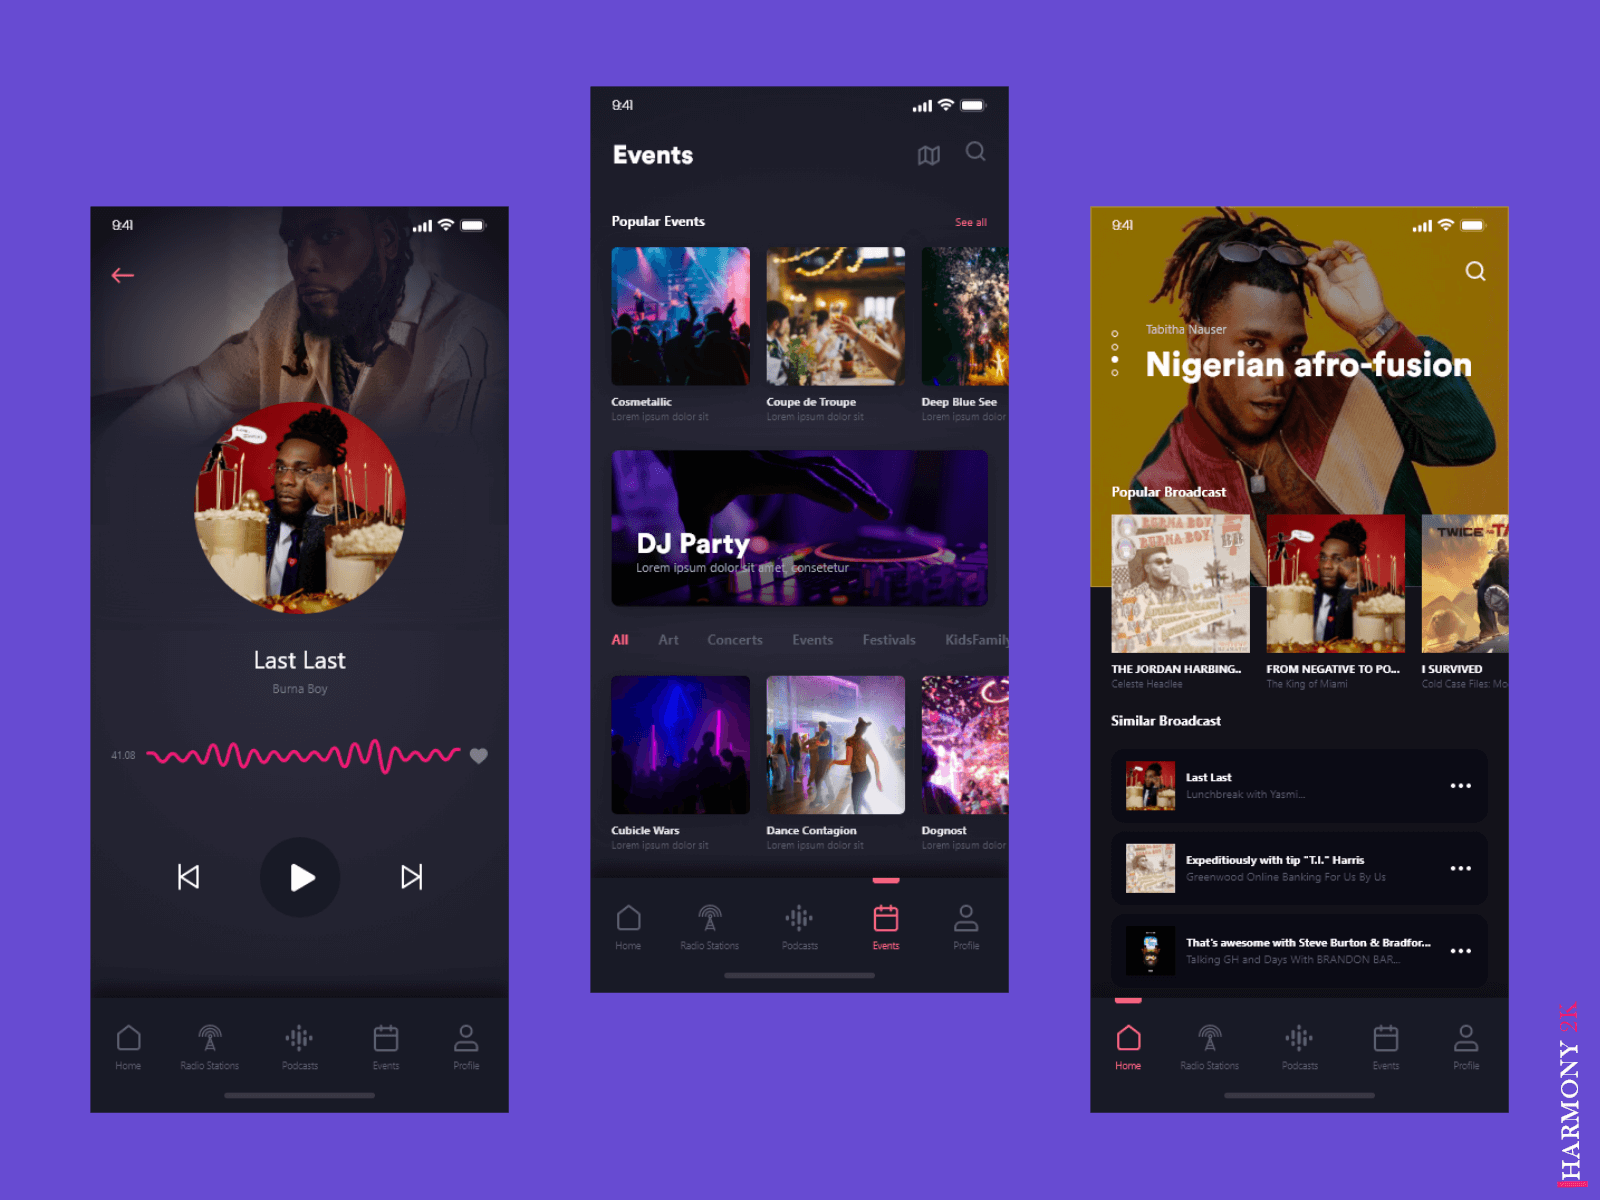 9:41
Last Last
Burna Boy
41:08
Home
Radio Stations
Podcasts
Events
Profile
9:41
Events
Popular Events
See all
Cosmetallic
Lorem ipsum dolor sit
Coupe de Troupe
Lorem ipsum dolor sit
Deep Blue See
Lorem ipsum dolor
DJ Party
Lorem ipsum dolor sit amet, consetetur
All
Art
Concerts
Events
Festivals
KidsFamily
Cubicle Wars
Lorem ipsum dolor sit
Dance Contagion
Lorem ipsum dolor sit
Dognost
Lorem ipsum dolor
Home
Radio Stations
Podcasts
Events
Profile
9:41
Tabitha Nauser
Nigerian afro-fusion
Popular Broadcast
BURNA BOY
BURNA BOY
BB
TWICE
THE JORDAN HARBING..
Celeste Headlee
FROM NEGATIVE TO PO...
The King of Miami
I SURVIVED
Cold Case Files: Mo
Similar Broadcast
Last Last
Lunchbreak with Yasmi...
Expeditiously with tip "T.I." Harris
Greenwood Online Banking For Us By Us
That's awesome with Steve Burton & Bradfor...
Talking GH and Days With BRANDON BAR...
Home
Radio Stations
Podcasts
Events
Profile
HARMONY 2K